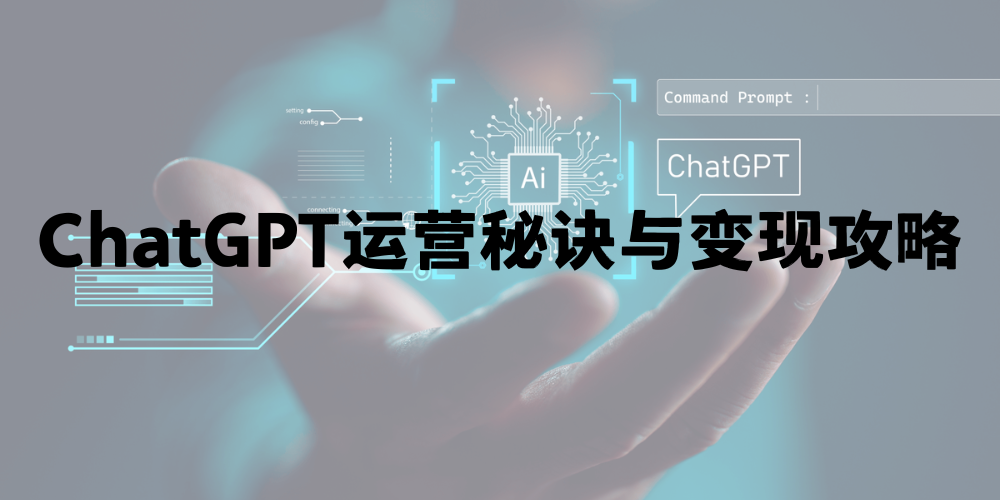 Command Prompt :
setting
config
Ai
ChatGPT
connecting
ChatGPT运营秘诀与变现攻略